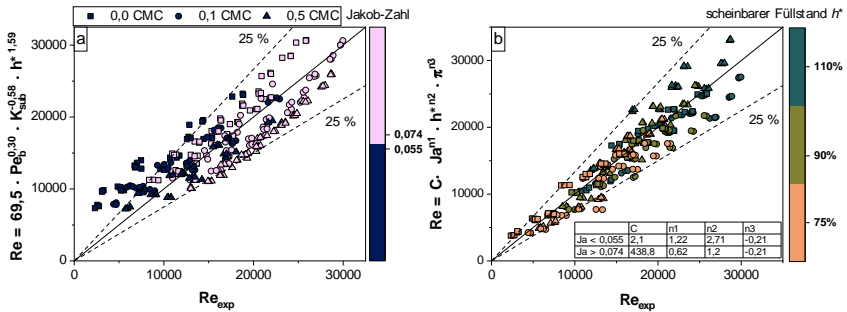 0,0 CMC 0,1 CMC 0,5 CMC Jakob-Zahl
a
25 %
25 %
30000
20000
10000
0
0 10000 20000 30000
Re = 69,5 · Pe_b^0,30 · K_sub^-0,58 · h*^1,59
Re_exp
0,074
0,055
scheinbarer Füllstand h*
b
25 %
25 %
30000
20000
10000
0
0 10000 20000 30000
Re = C· Ja^n1 · h*^n2 · π^n3
Re_exp
C n1 n2 n3
Ja < 0,055 2,1 1,22 2,71 -0,21
Ja > 0,074 438,8 0,62 1,2 -0,21
110%
90%
75%